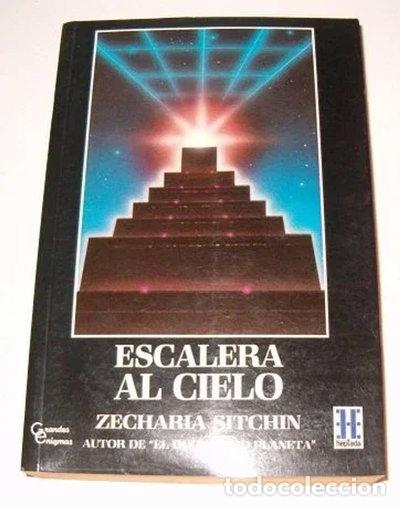 ESCALERA
AL CIELO
ZECHARIA SITCHIN
Grandes
Enigmas
AUTOR DE "EL PLANETA"
heptada
todocoleccion